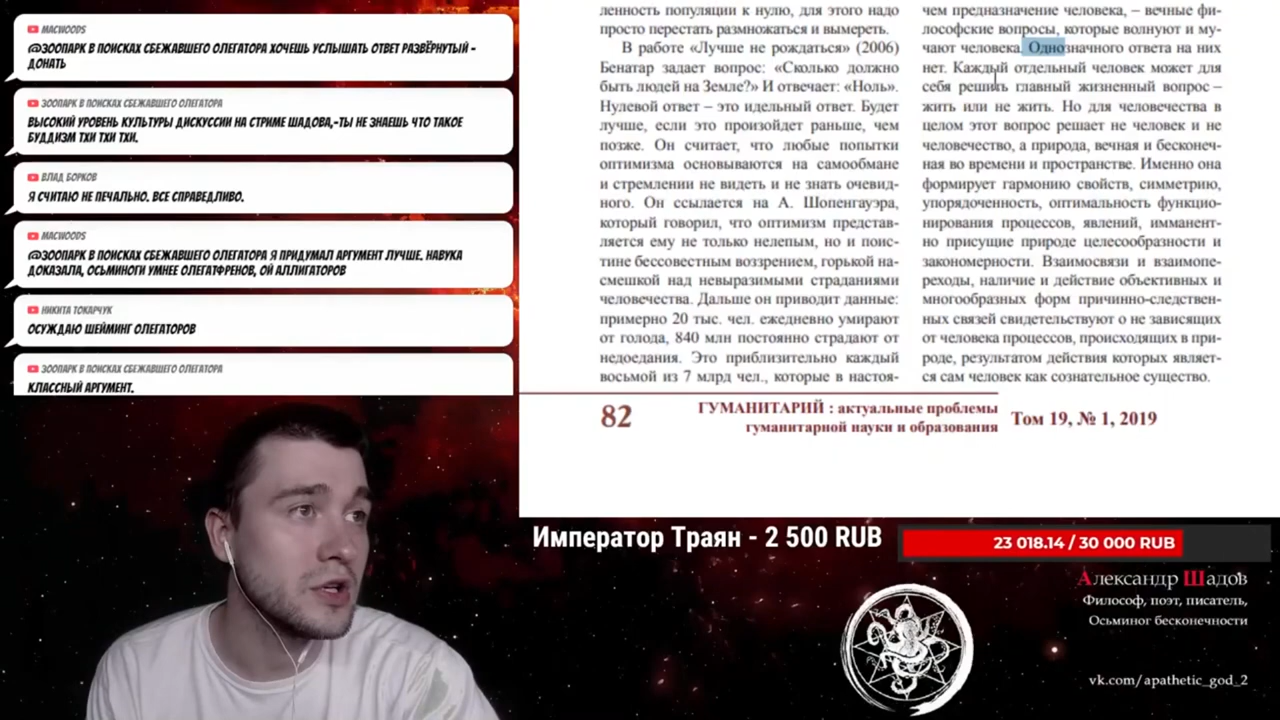 MACWOODS
@ЗООПАРК В ПОИСКАХ СБЕЖАВШЕГО ОЛЕГАТОРА ХОЧЕШЬ УСЛЫШАТЬ ОТВЕТ РАЗВЁРНУТЫЙ -
ДОНАТЬ
ЗООПАРК В ПОИСКАХ СБЕЖАВШЕГО ОЛЕГАТОРА
ВЫСОКИЙ УРОВЕНЬ КУЛЬТУРЫ ДИСКУССИИ НА СТРИМЕ ШАДОВА,-ТЫ НЕ ЗНАЕШЬ ЧТО ТАКОЕ
БУДДИЗМ ТХИ ТХИ ТХИ.
ВЛАД БОРКОВ
Я СЧИТАЮ НЕ ПЕЧАЛЬНО. ВСЕ СПРАВЕДЛИВО.
MACWOODS
@ЗООПАРК В ПОИСКАХ СБЕЖАВШЕГО ОЛЕГАТОРА Я ПРИДУМАЛ АРГУМЕНТ ЛУЧШЕ. НАУКА
ДОКАЗАЛА, ОСЬМИНОГИ УМНЕЕ ОЛЕГАТФРЕНОВ, ОЙ АЛЛИГАТОРОВ
НИКИТА ТОКАРЧУК
ОСУЖДАЮ ШЕЙМИНГ ОЛЕГАТОРОВ
ЗООПАРК В ПОИСКАХ СБЕЖАВШЕГО ОЛЕГАТОРА
КЛАССНЫЙ АРГУМЕНТ.
ленность популяции к нулю, для этого надо
просто перестать размножаться и вымереть.
В работе «Лучше не рождаться» (2006)
Бенатар задает вопрос: «Сколько должно
быть людей на Земле?» И отвечает: «Ноль».
Нулевой ответ – это идельный ответ. Будет
лучше, если это произойдет раньше, чем
позже. Он считает, что любые попытки
оптимизма основываются на самообмане
и стремлении не видеть и не знать очевид-
ного. Он ссылается на А. Шопенгауэра,
который говорил, что оптимизм представ-
ляется ему не только нелепым, но и поис-
тине бессовестным воззрением, горькой на-
смешкой над невыразимыми страданиями
человечества. Дальше он приводит данные:
примерно 20 тыс. чел. ежедневно умирают
от голода, 840 млн постоянно страдают от
недоедания. Это приблизительно каждый
восьмой из 7 млрд чел., которые в настоя-
чем предназначение человека, – вечные фи-
лософские вопросы, которые волнуют и му-
чают человека. Однозначного ответа на них
нет. Каждый отдельный человек может для
себя решить главный жизненный вопрос –
жить или не жить. Но для человечества в
целом этот вопрос решает не человек и не
человечество, а природа, вечная и бесконеч-
ная во времени и пространстве. Именно она
формирует гармонию свойств, симметрию,
упорядоченность, оптимальность функцио-
нирования процессов, явлений, имманент-
но присущие природе целесообразности и
закономерности. Взаимосвязи и взаимопе-
реходы, наличие и действие объективных и
многообразных форм причинно-следствен-
ных связей свидетельствуют о не зависящих
от человека процессов, происходящих в при-
роде, результатом действия которых являет-
ся сам человек как сознательное существо.
82
ГУМАНИТАРИЙ : актуальные проблемы
гуманитарной науки и образования
Том 19, № 1, 2019
Император Траян - 2 500 RUB
23 018.14 / 30 000 RUB
Александр Шадов
Философ, поэт, писатель,
Осьминог бесконечности
vk.com/apathetic_god_2